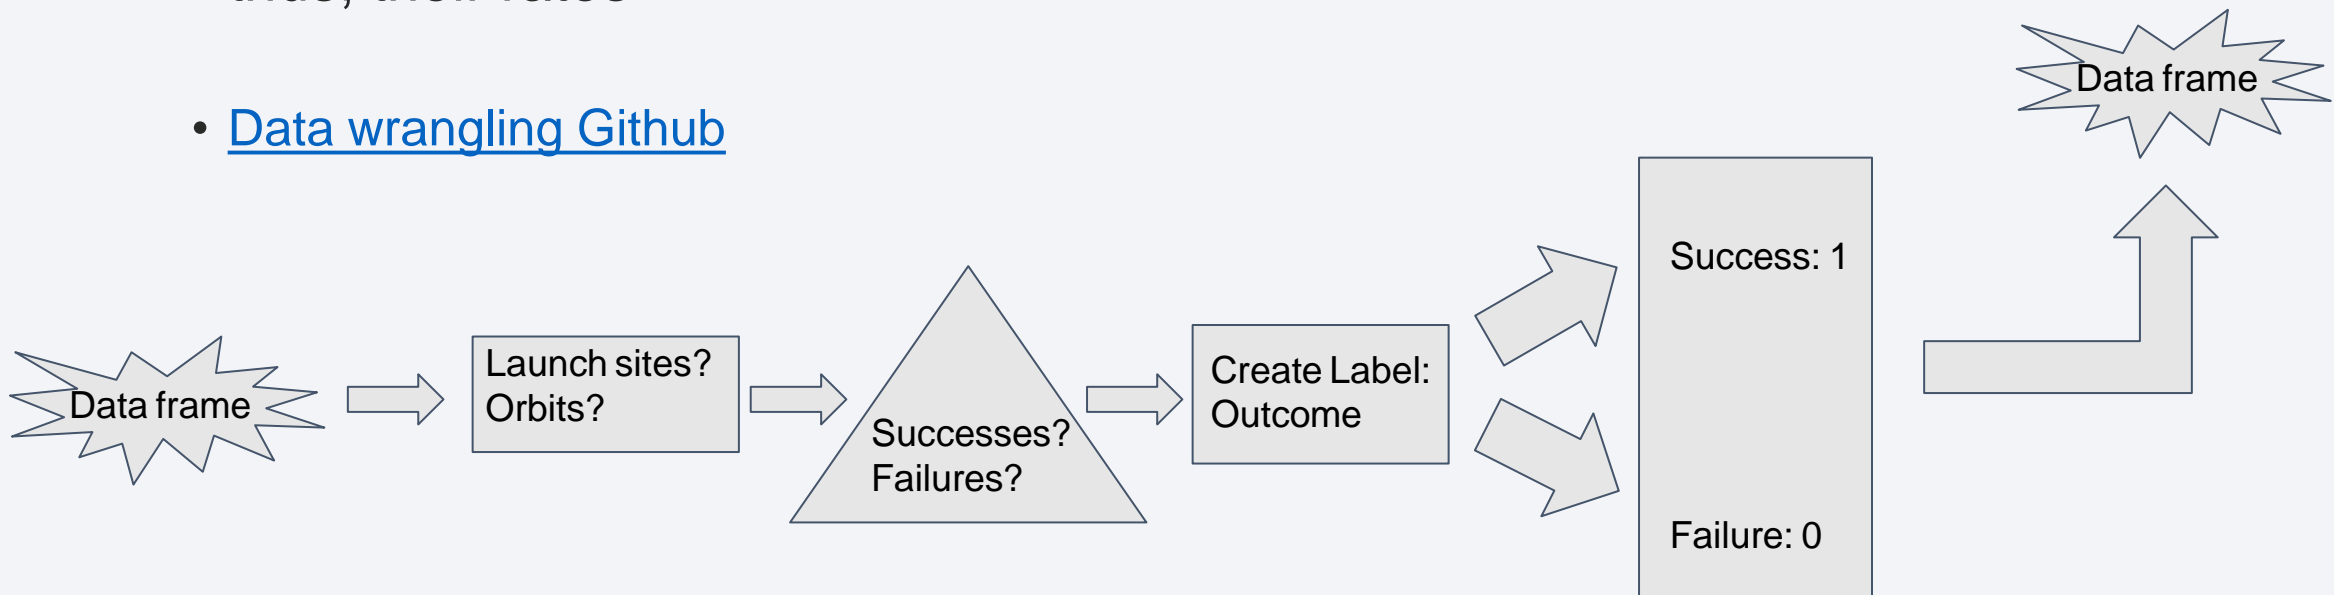 • Data wrangling Github
Data frame
Data frame
Launch sites?
Orbits?
Successes?
Failures?
Create Label:
Outcome
Success: 1
Failure: 0